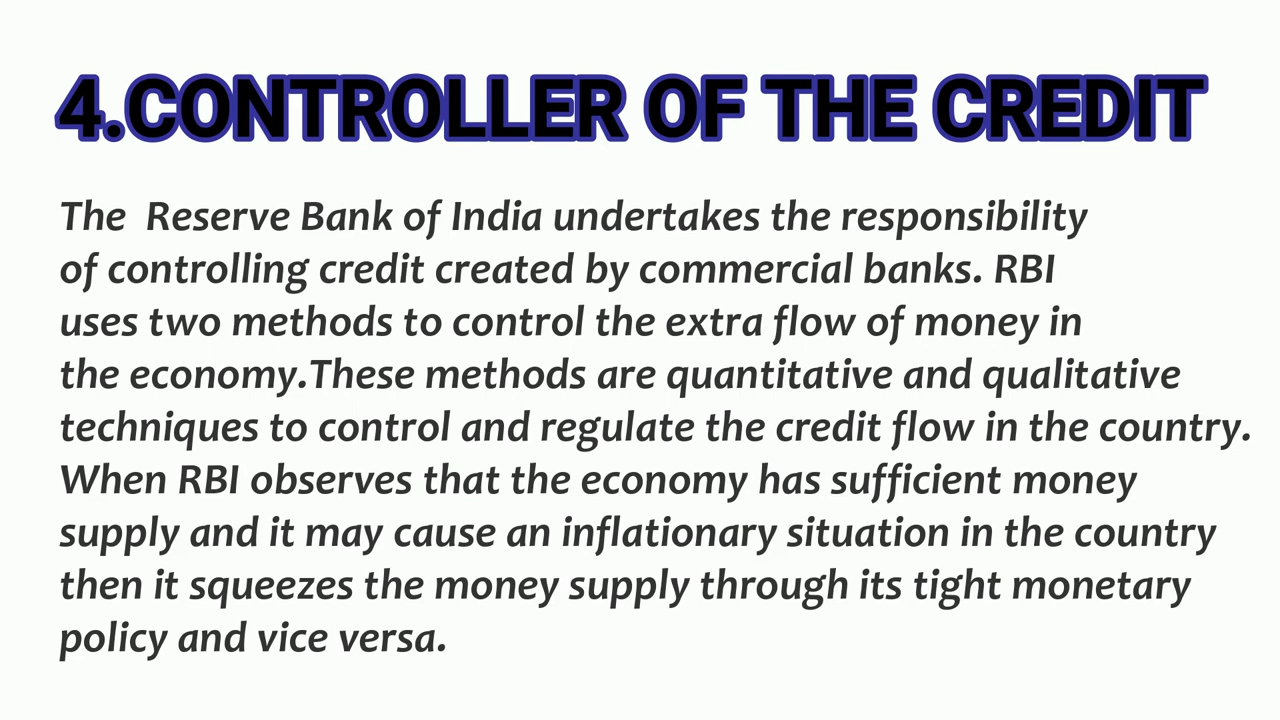 4.CONTROLLER OF THE CREDIT
The  Reserve Bank of India undertakes the responsibility
of controlling credit created by commercial banks. RBI
uses two methods to control the extra flow of money in
the economy.These methods are quantitative and qualitative
techniques to control and regulate the credit flow in the country.
When RBI observes that the economy has sufficient money
supply and it may cause an inflationary situation in the country
then it squeezes the money supply through its tight monetary
policy and vice versa.